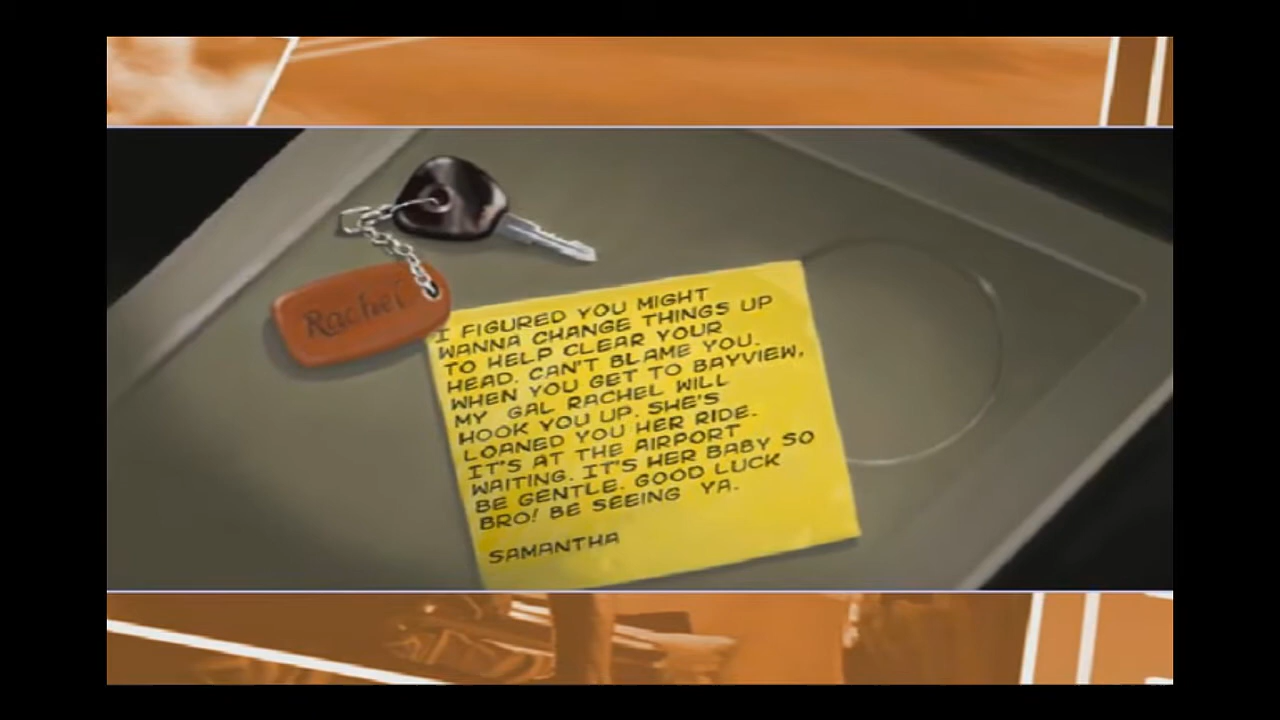 Rachel
I FIGURED YOU MIGHT
WANNA CHANGE THINGS UP
TO HELP CLEAR YOUR
HEAD. CAN'T BLAME YOU.
WHEN YOU GET TO BAYVIEW,
MY GAL RACHEL WILL
HOOK YOU UP. SHE'S
LOANED YOU HER RIDE.
IT'S AT THE AIRPORT
WAITING. IT'S HER BABY SO
BE GENTLE. GOOD LUCK
BRO! BE SEEING YA.
SAMANTHA